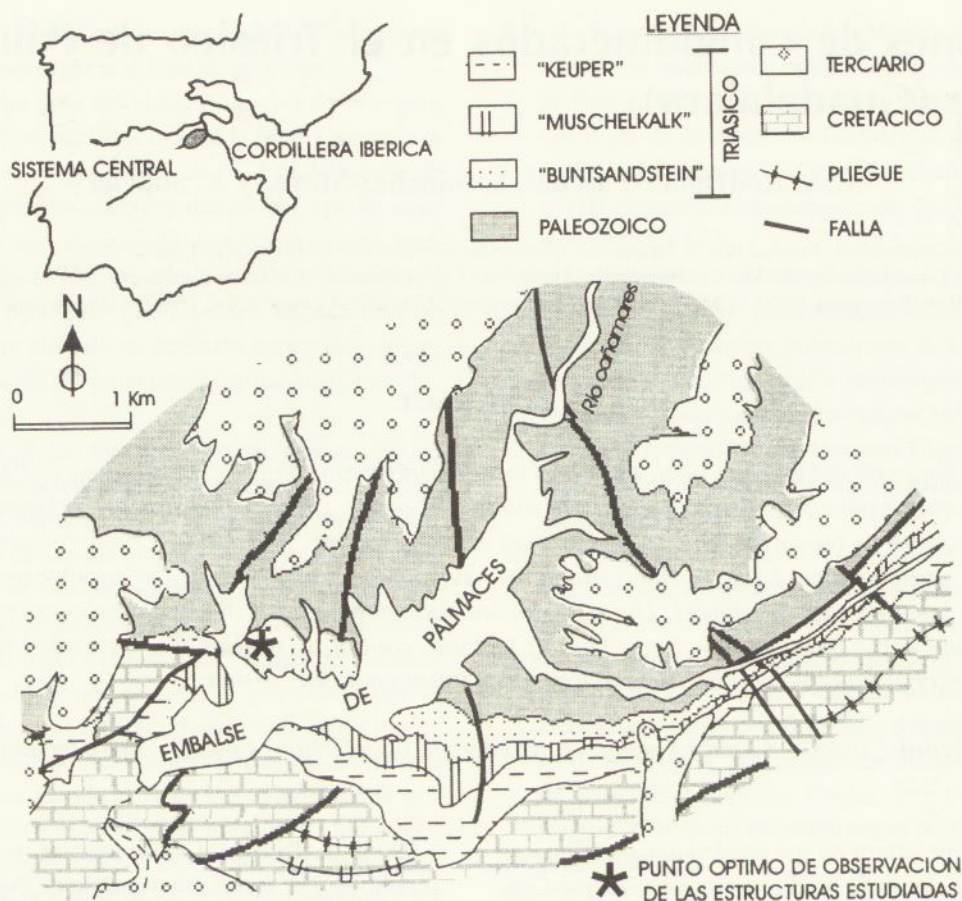 LEYENDA
"KEUPER"
"MUSCHELKALK"
"BUNTSANDSTEIN"
PALEOZOICO
TRIASICO
TERCIARIO
CRETACICO
PLIEGUE
FALLA
SISTEMA CENTRAL
CORDILLERA IBERICA
N
0 1 Km
Río cañamares
EMBALSE DE PÁLMACES
PUNTO OPTIMO DE OBSERVACION
DE LAS ESTRUCTURAS ESTUDIADAS